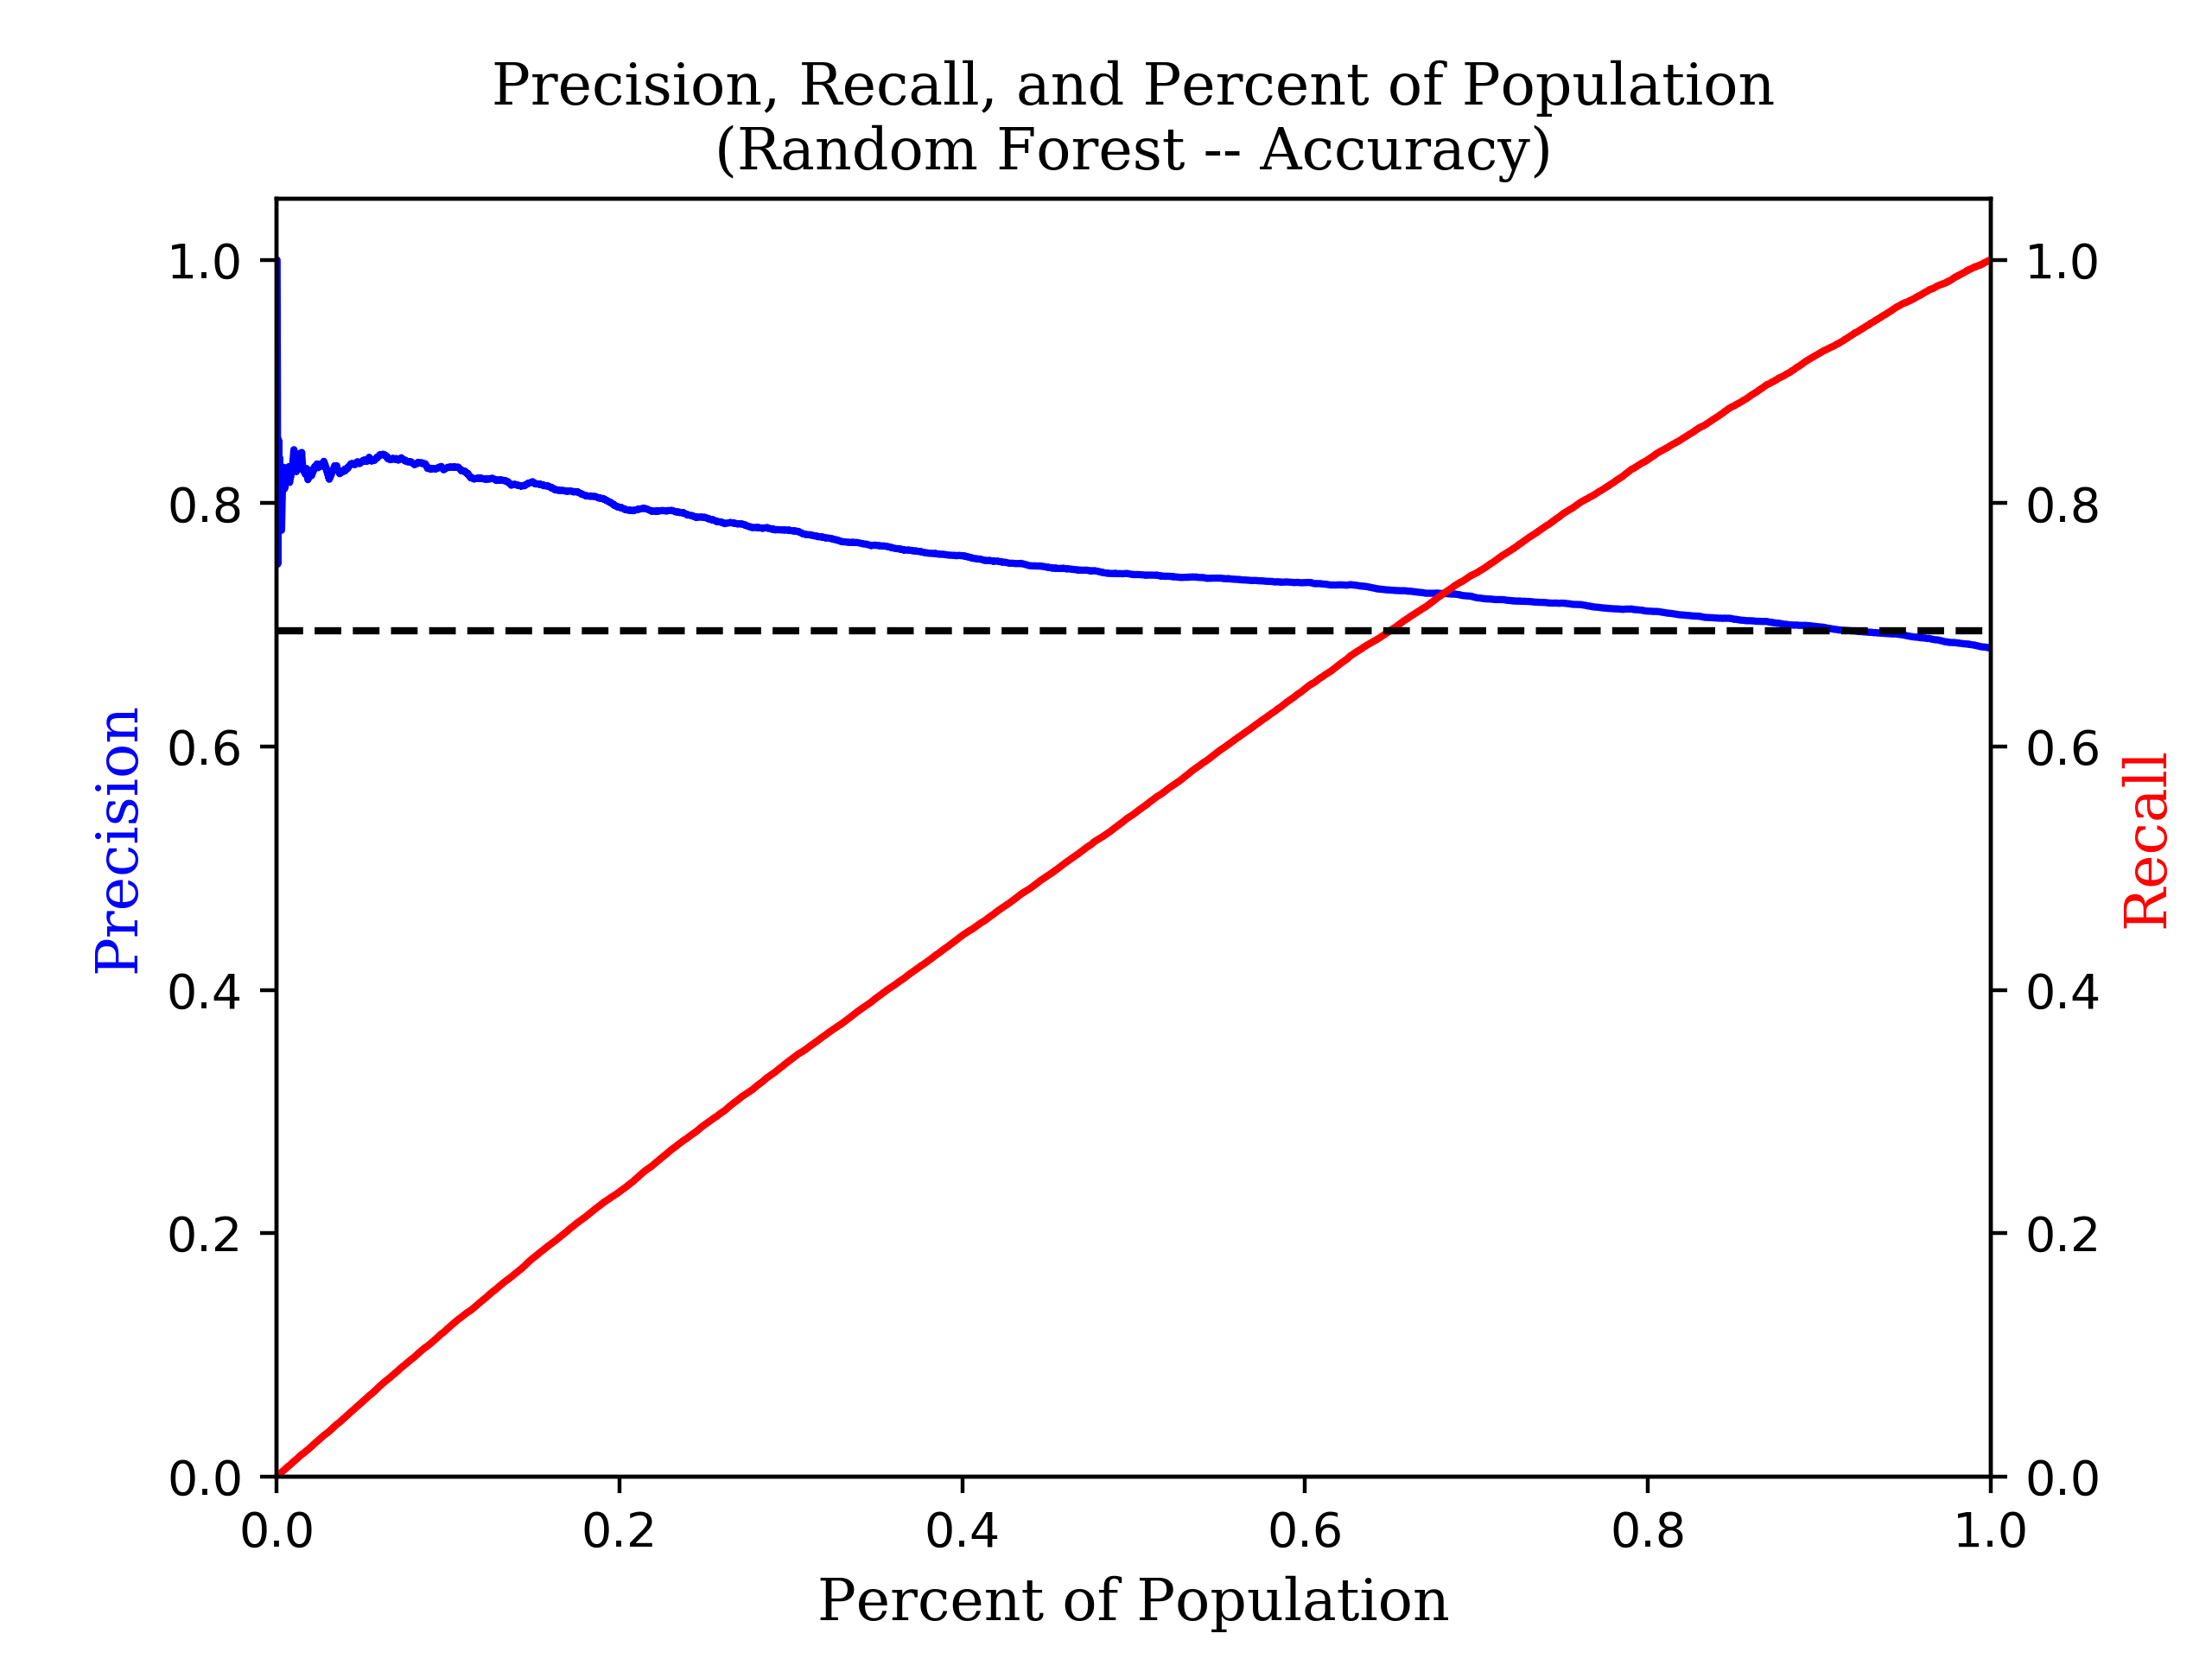 Precision, Recall, and Percent of Population
(Random Forest -- Accuracy)
1.0
0.8
0.6
0.4
0.2
0.0
Precision
1.0
0.8
0.6
0.4
0.2
0.0
Recall
0.0 0.2 0.4 0.6 0.8 1.0
Percent of Population